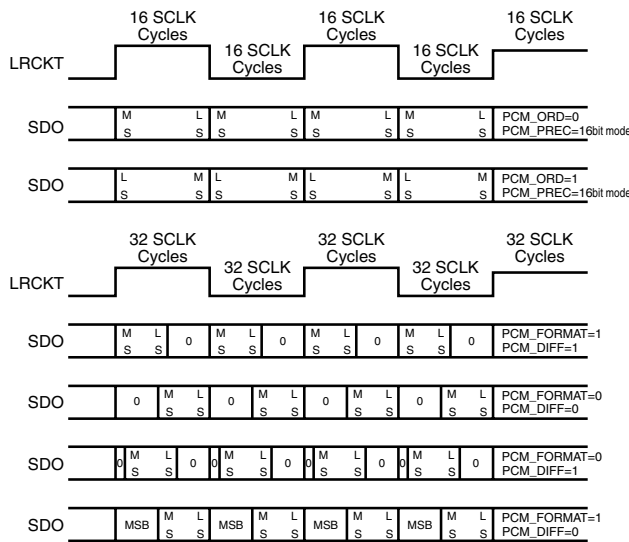 16 SCLK Cycles 16 SCLK Cycles 16 SCLK Cycles 16 SCLK Cycles 16 SCLK Cycles
LRCKT
SDO M L M L M L M L PCM_ORD=0
S S S S S S S S PCM_PREC=16bit mode
SDO L M L M L M L M PCM_ORD=1
S S S S S S S S PCM_PREC=16bit mode
32 SCLK Cycles 32 SCLK Cycles 32 SCLK Cycles 32 SCLK Cycles 32 SCLK Cycles
LRCKT
SDO M L 0 M L 0 M L 0 M L 0 PCM_FORMAT=1
S S S S S S S S PCM_DIFF=1
SDO 0 M L 0 M L 0 M L 0 M L PCM_FORMAT=0
S S S S S S S S PCM_DIFF=0
SDO 0 M L 0 0 M L 0 0 M L 0 0 M L 0 PCM_FORMAT=0
S S S S S S S S PCM_DIFF=1
SDO MSB M L MSB M L MSB M L MSB M L PCM_FORMAT=1
S S S S S S S S PCM_DIFF=0